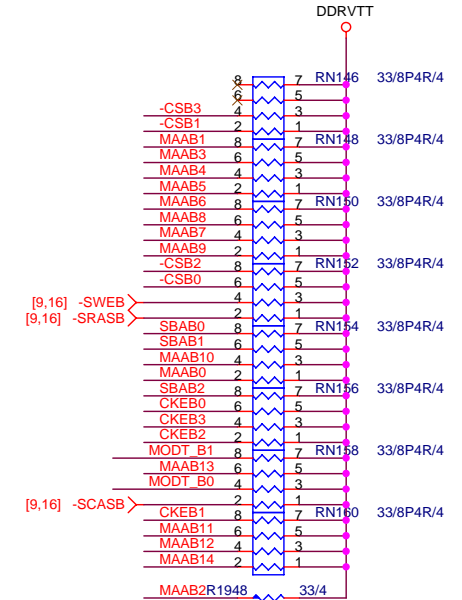 DDRVTT
8 7 RN146 33/8P4R/4
6 5
-CSB3 4 3
-CSB1 2 1
MAAB1 8 7 RN148 33/8P4R/4
MAAB3 6 5
MAAB4 4 3
MAAB5 2 1
MAAB6 8 7 RN150 33/8P4R/4
MAAB8 6 5
MAAB7 4 3
MAAB9 2 1
-CSB2 8 7 RN152 33/8P4R/4
-CSB0 6 5
[9,16] -SWEB 4 3
[9,16] -SRASB 2 1
SBAB0 8 7 RN154 33/8P4R/4
SBAB1 6 5
MAAB10 4 3
MAAB0 2 1
SBAB2 8 7 RN156 33/8P4R/4
CKEB0 6 5
CKEB3 4 3
CKEB2 2 1
MODT_B1 8 7 RN158 33/8P4R/4
MAAB13 6 5
MODT_B0 4 3
[9,16] -SCASB 2 1
CKEB1 8 7 RN160 33/8P4R/4
MAAB11 6 5
MAAB12 4 3
MAAB14 2 1
MAAB2 R1948 33/4